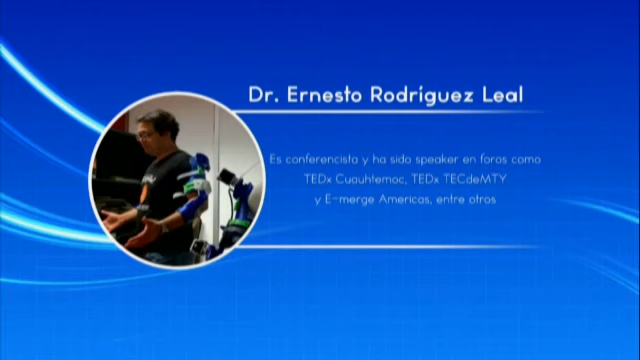 Dr. Ernesto Rodríguez Leal
Es conferencista y ha sido speaker en foros como
TEDx Cuauhtemoc, TEDx TECdeMTY
y E-merge Americas, entre otros